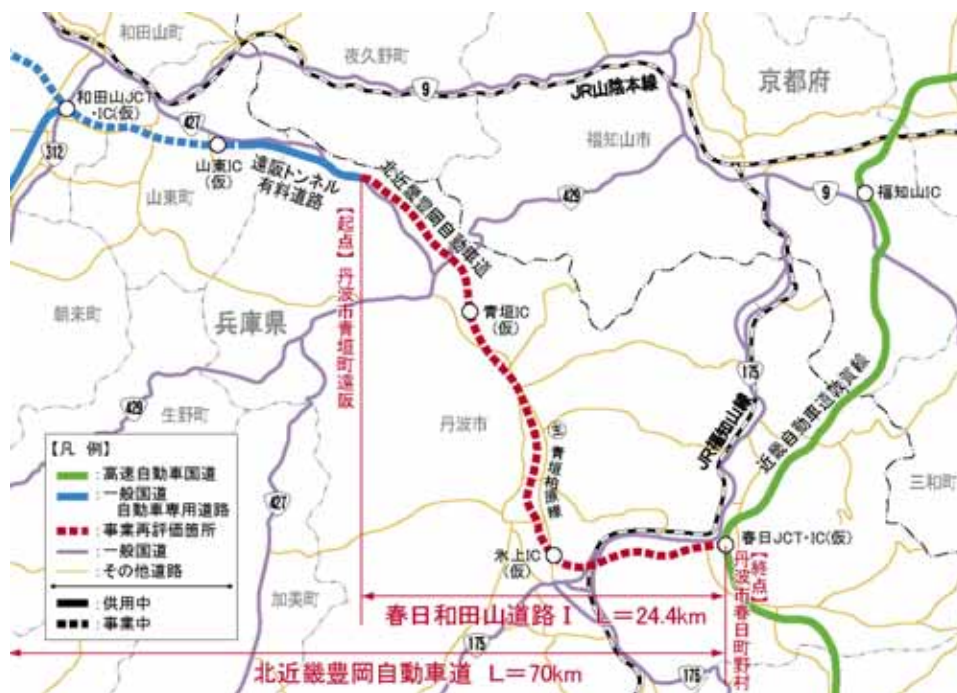 和田山町
夜久野町
京都府
9
JR山陰本線
和田山JCT
・IC(仮)
427
福知山市
312
山東IC
(仮)
遠阪トンネル
有料道路
北近畿豊岡自動車道
山東町
429
9
福知山IC
【起点】丹波市青垣町遠阪
青垣IC
(仮)
朝来町
兵庫県
175
近畿自動車道敦賀線
429
生野町
丹波市
青垣柏原線
JR福知山線
三和町
【凡 例】
:高速自動車国道
:一般国道
自動車専用道路
:事業再評価箇所
:一般国道
:その他道路
:供用中
:事業中
427
氷上IC
(仮)
春日JCT・IC(仮)
【終点】
丹波市春日町野村
加美町
春日和田山道路Ⅰ L=24.4km
175
176
北近畿豊岡自動車道 L=70km